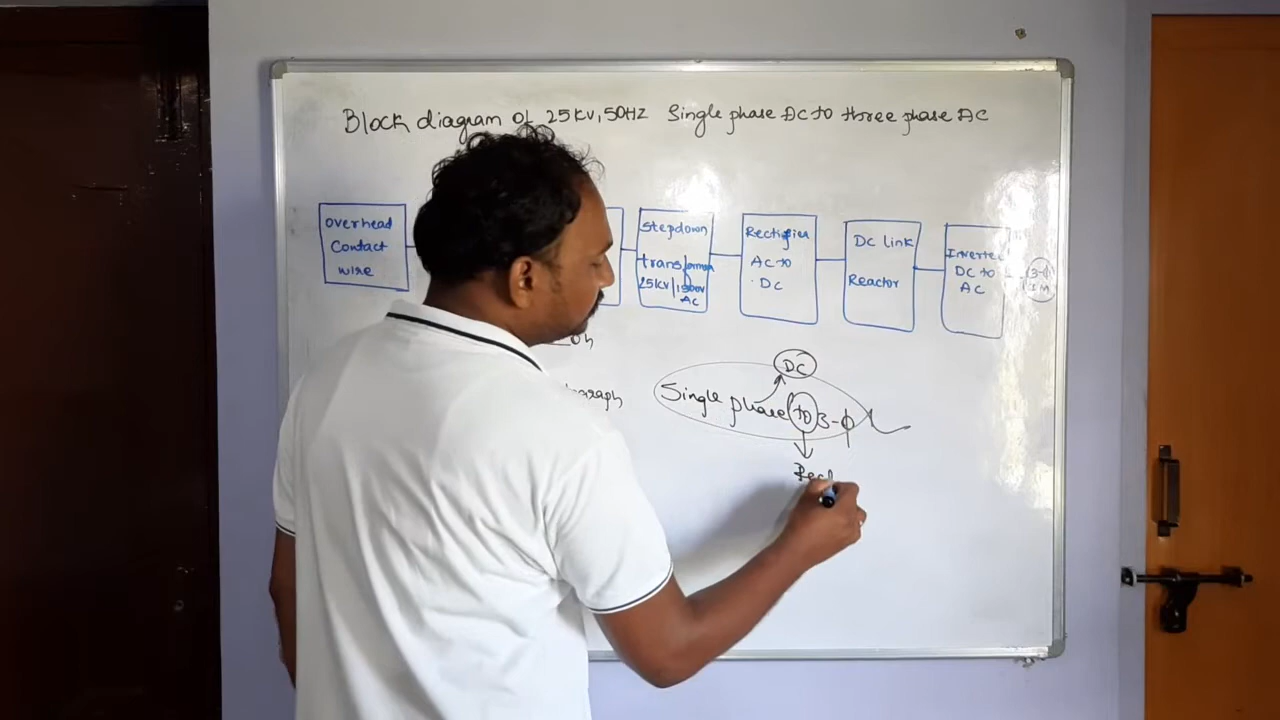 Block diagram of 25KV, 50HZ Single phase AC to three phase AC
Overhead
Contact
wire
Stepdown
transformer
25KV/1500V
AC
Rectifier
AC to
DC
DC link
Reactor
Inverter
DC to
AC
3-ϕ
IM
DC
Single phase to 3-ϕ
Rect